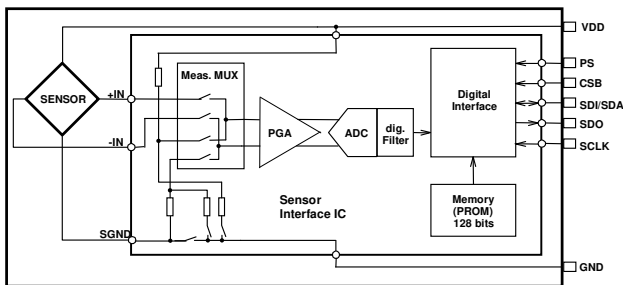 VDD
PS
Meas. MUX
CSB
+IN
SENSOR
Digital
Interface
SDI/SDA
-IN
PGA
ADC
dig.
Filter
SDO
SCLK
Sensor
Interface IC
Memory
(PROM)
128 bits
SGND
GND